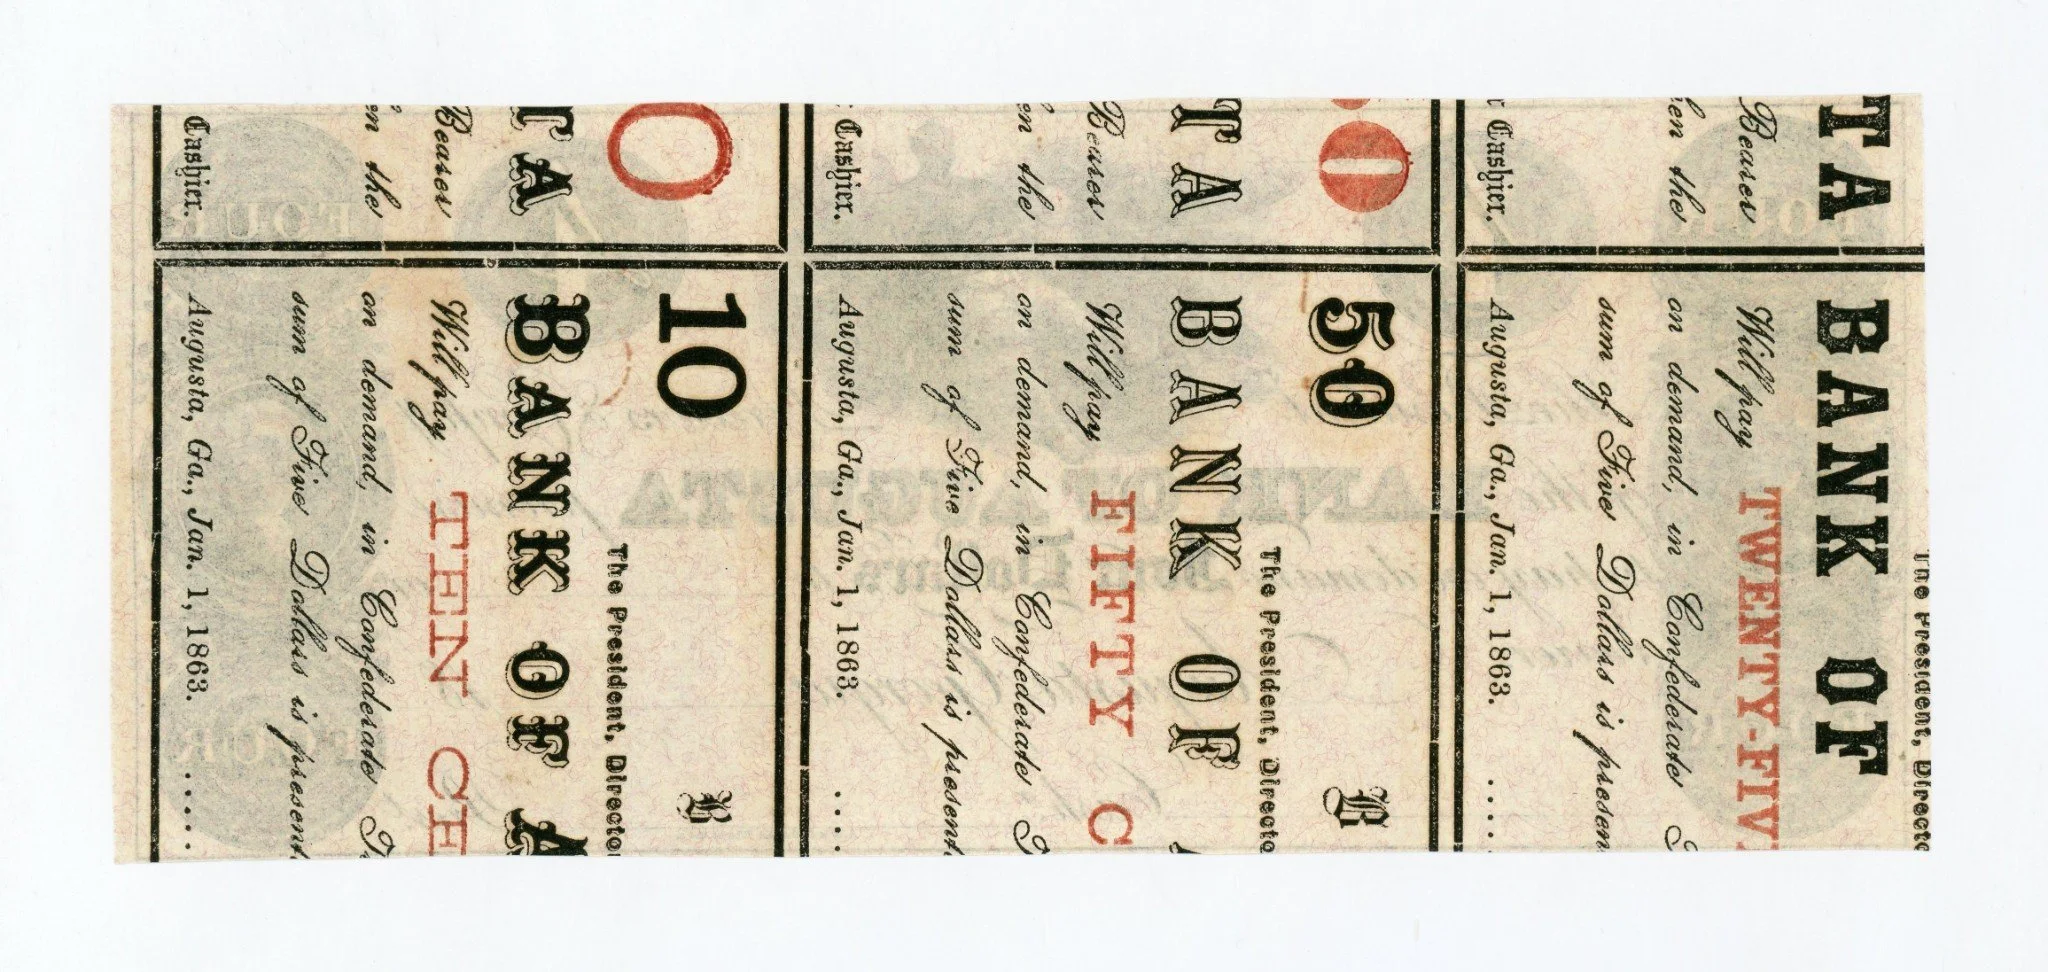 TA
Bearer
en the
Cashier.
The President, Directo
BANK OF
Will pay TWENTY-FIV
on demand, in Confederate
sum of Five Dollars is presen
Augusta, Ga., Jan. 1, 1863. ....
0
TA
Bearer
en the
Cashier.
50 B
The President, Directo
BANK OF
Will pay FIFTY C
on demand, in Confederate
sum of Five Dollars is present
Augusta, Ga., Jan. 1, 1863. ....
0
TA
Bearer
en the
Cashier.
10 B
The President, Directo
BANK OF A
Will pay TEN CE
on demand, in Confederate
sum of Five Dollars is present
Augusta, Ga., Jan. 1, 1863. .....